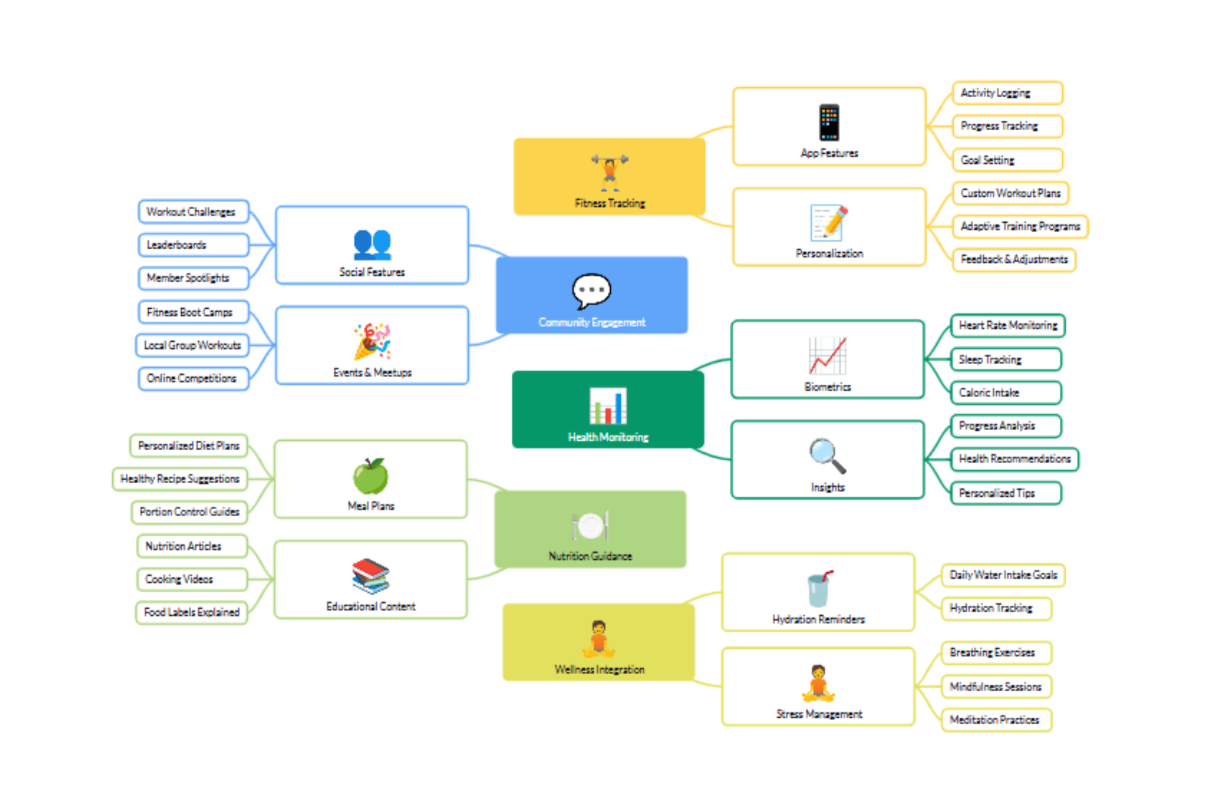 Fitness Tracking
App Features
Activity Logging
Progress Tracking
Goal Setting
Personalization
Custom Workout Plans
Adaptive Training Programs
Feedback & Adjustments
Community Engagement
Social Features
Workout Challenges
Leaderboards
Member Spotlights
Events & Meetups
Fitness Boot Camps
Local Group Workouts
Online Competitions
Health Monitoring
Biometrics
Heart Rate Monitoring
Sleep Tracking
Caloric Intake
Insights
Progress Analysis
Health Recommendations
Personalized Tips
Nutrition Guidance
Meal Plans
Personalized Diet Plans
Healthy Recipe Suggestions
Portion Control Guides
Educational Content
Nutrition Articles
Cooking Videos
Food Labels Explained
Wellness Integration
Hydration Reminders
Daily Water Intake Goals
Hydration Tracking
Stress Management
Breathing Exercises
Mindfulness Sessions
Meditation Practices